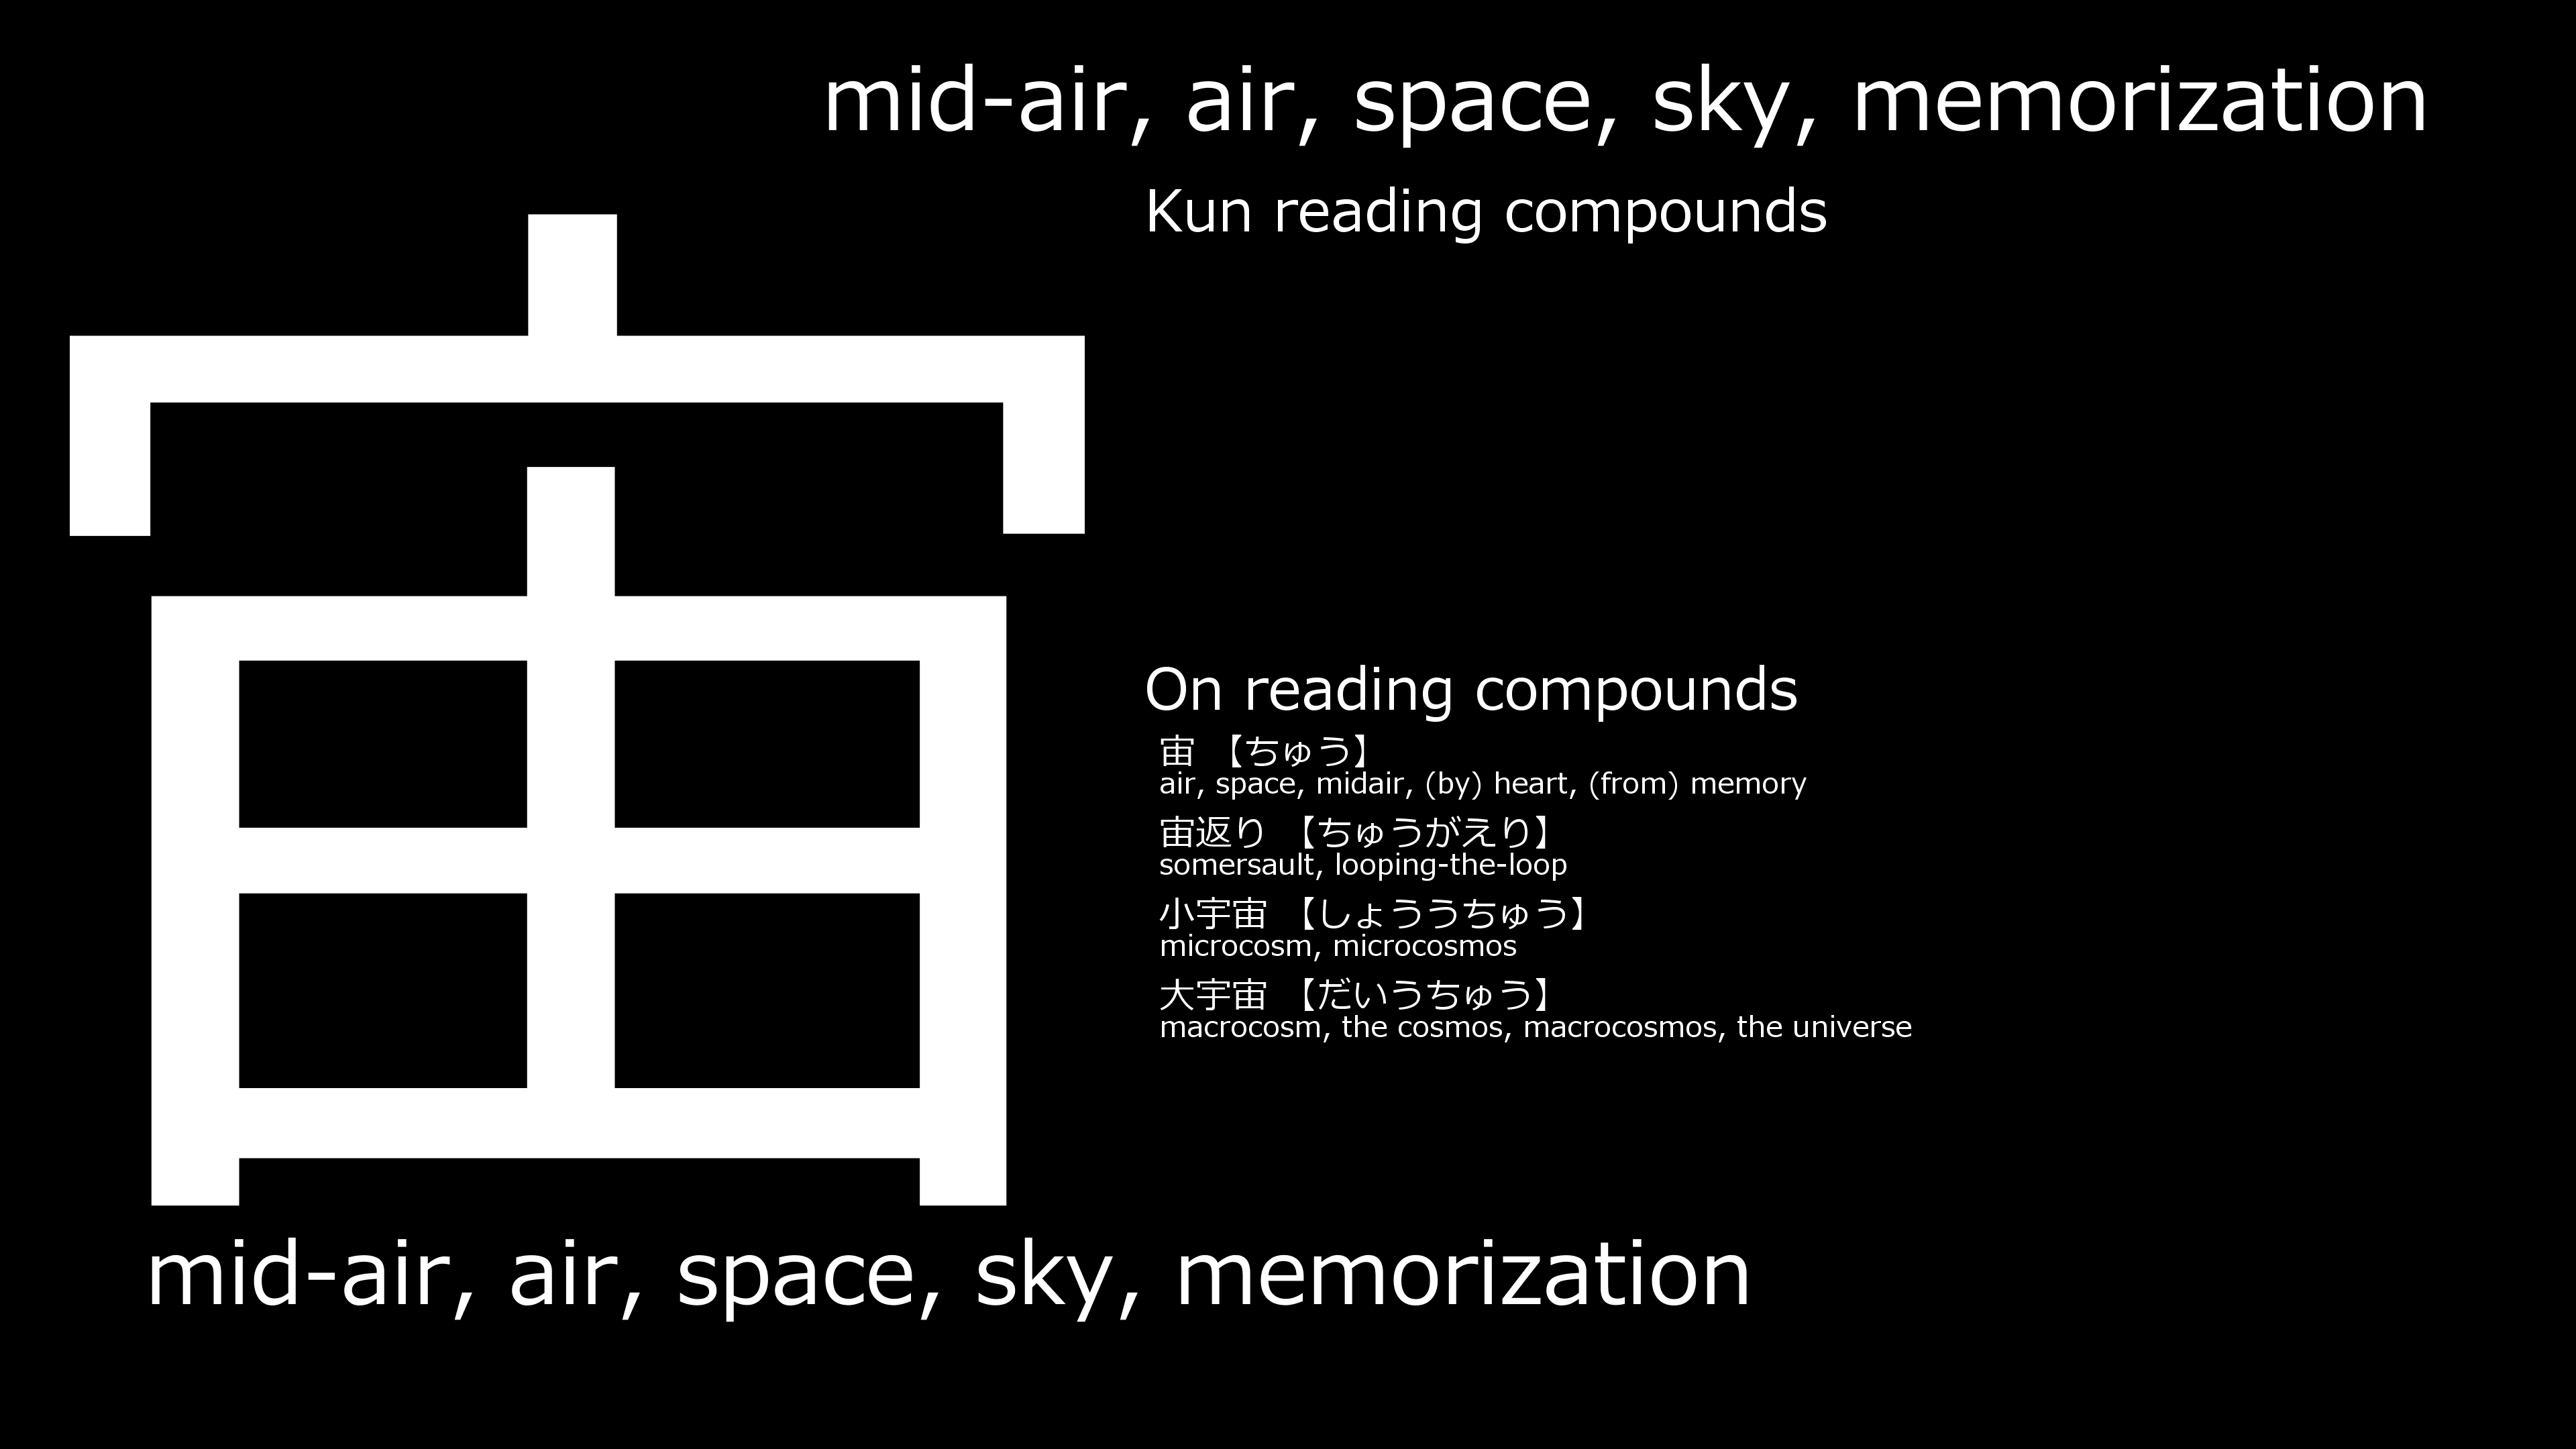 mid-air, air, space, sky, memorization
Kun reading compounds
宙
On reading compounds
宙 【ちゅう】
air, space, midair, (by) heart, (from) memory
宙返り 【ちゅうがえり】
somersault, looping-the-loop
小宇宙 【しょううちゅう】
microcosm, microcosmos
大宇宙 【だいうちゅう】
macrocosm, the cosmos, macrocosmos, the universe
mid-air, air, space, sky, memorization